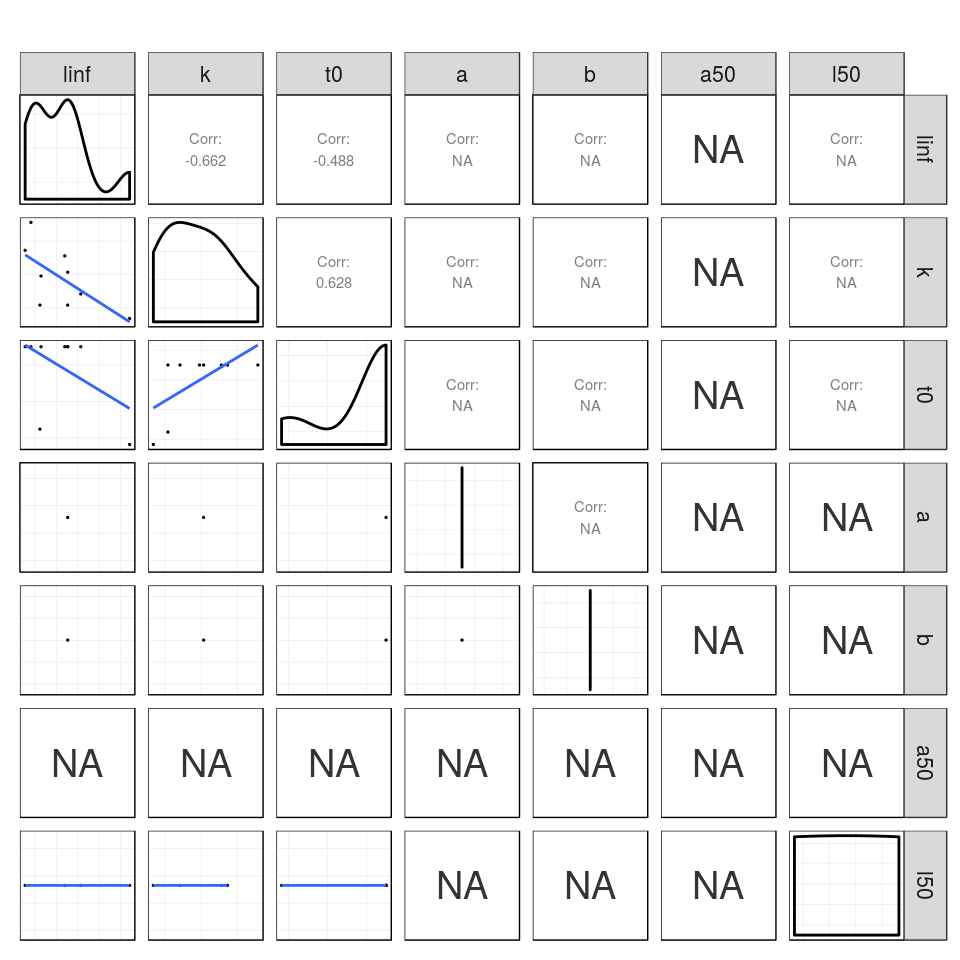 linf k t0 a b a50 l50
Corr: Corr: Corr: Corr: NA Corr: linf
-0.662 -0.488 NA NA NA
Corr: Corr: Corr: NA Corr: k
0.628 NA NA NA
Corr: Corr: NA Corr: t0
NA NA NA
Corr: NA NA a
NA
NA NA b
NA NA NA NA NA NA NA a50
NA NA NA l50